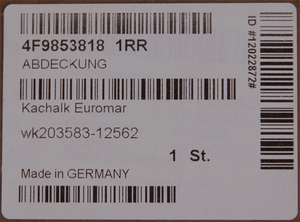 4F9853818 1RR
ABDECKUNG
Kachalk Euromar
wk203583-12562
1 St.
Made in GERMANY
ID #12022872#